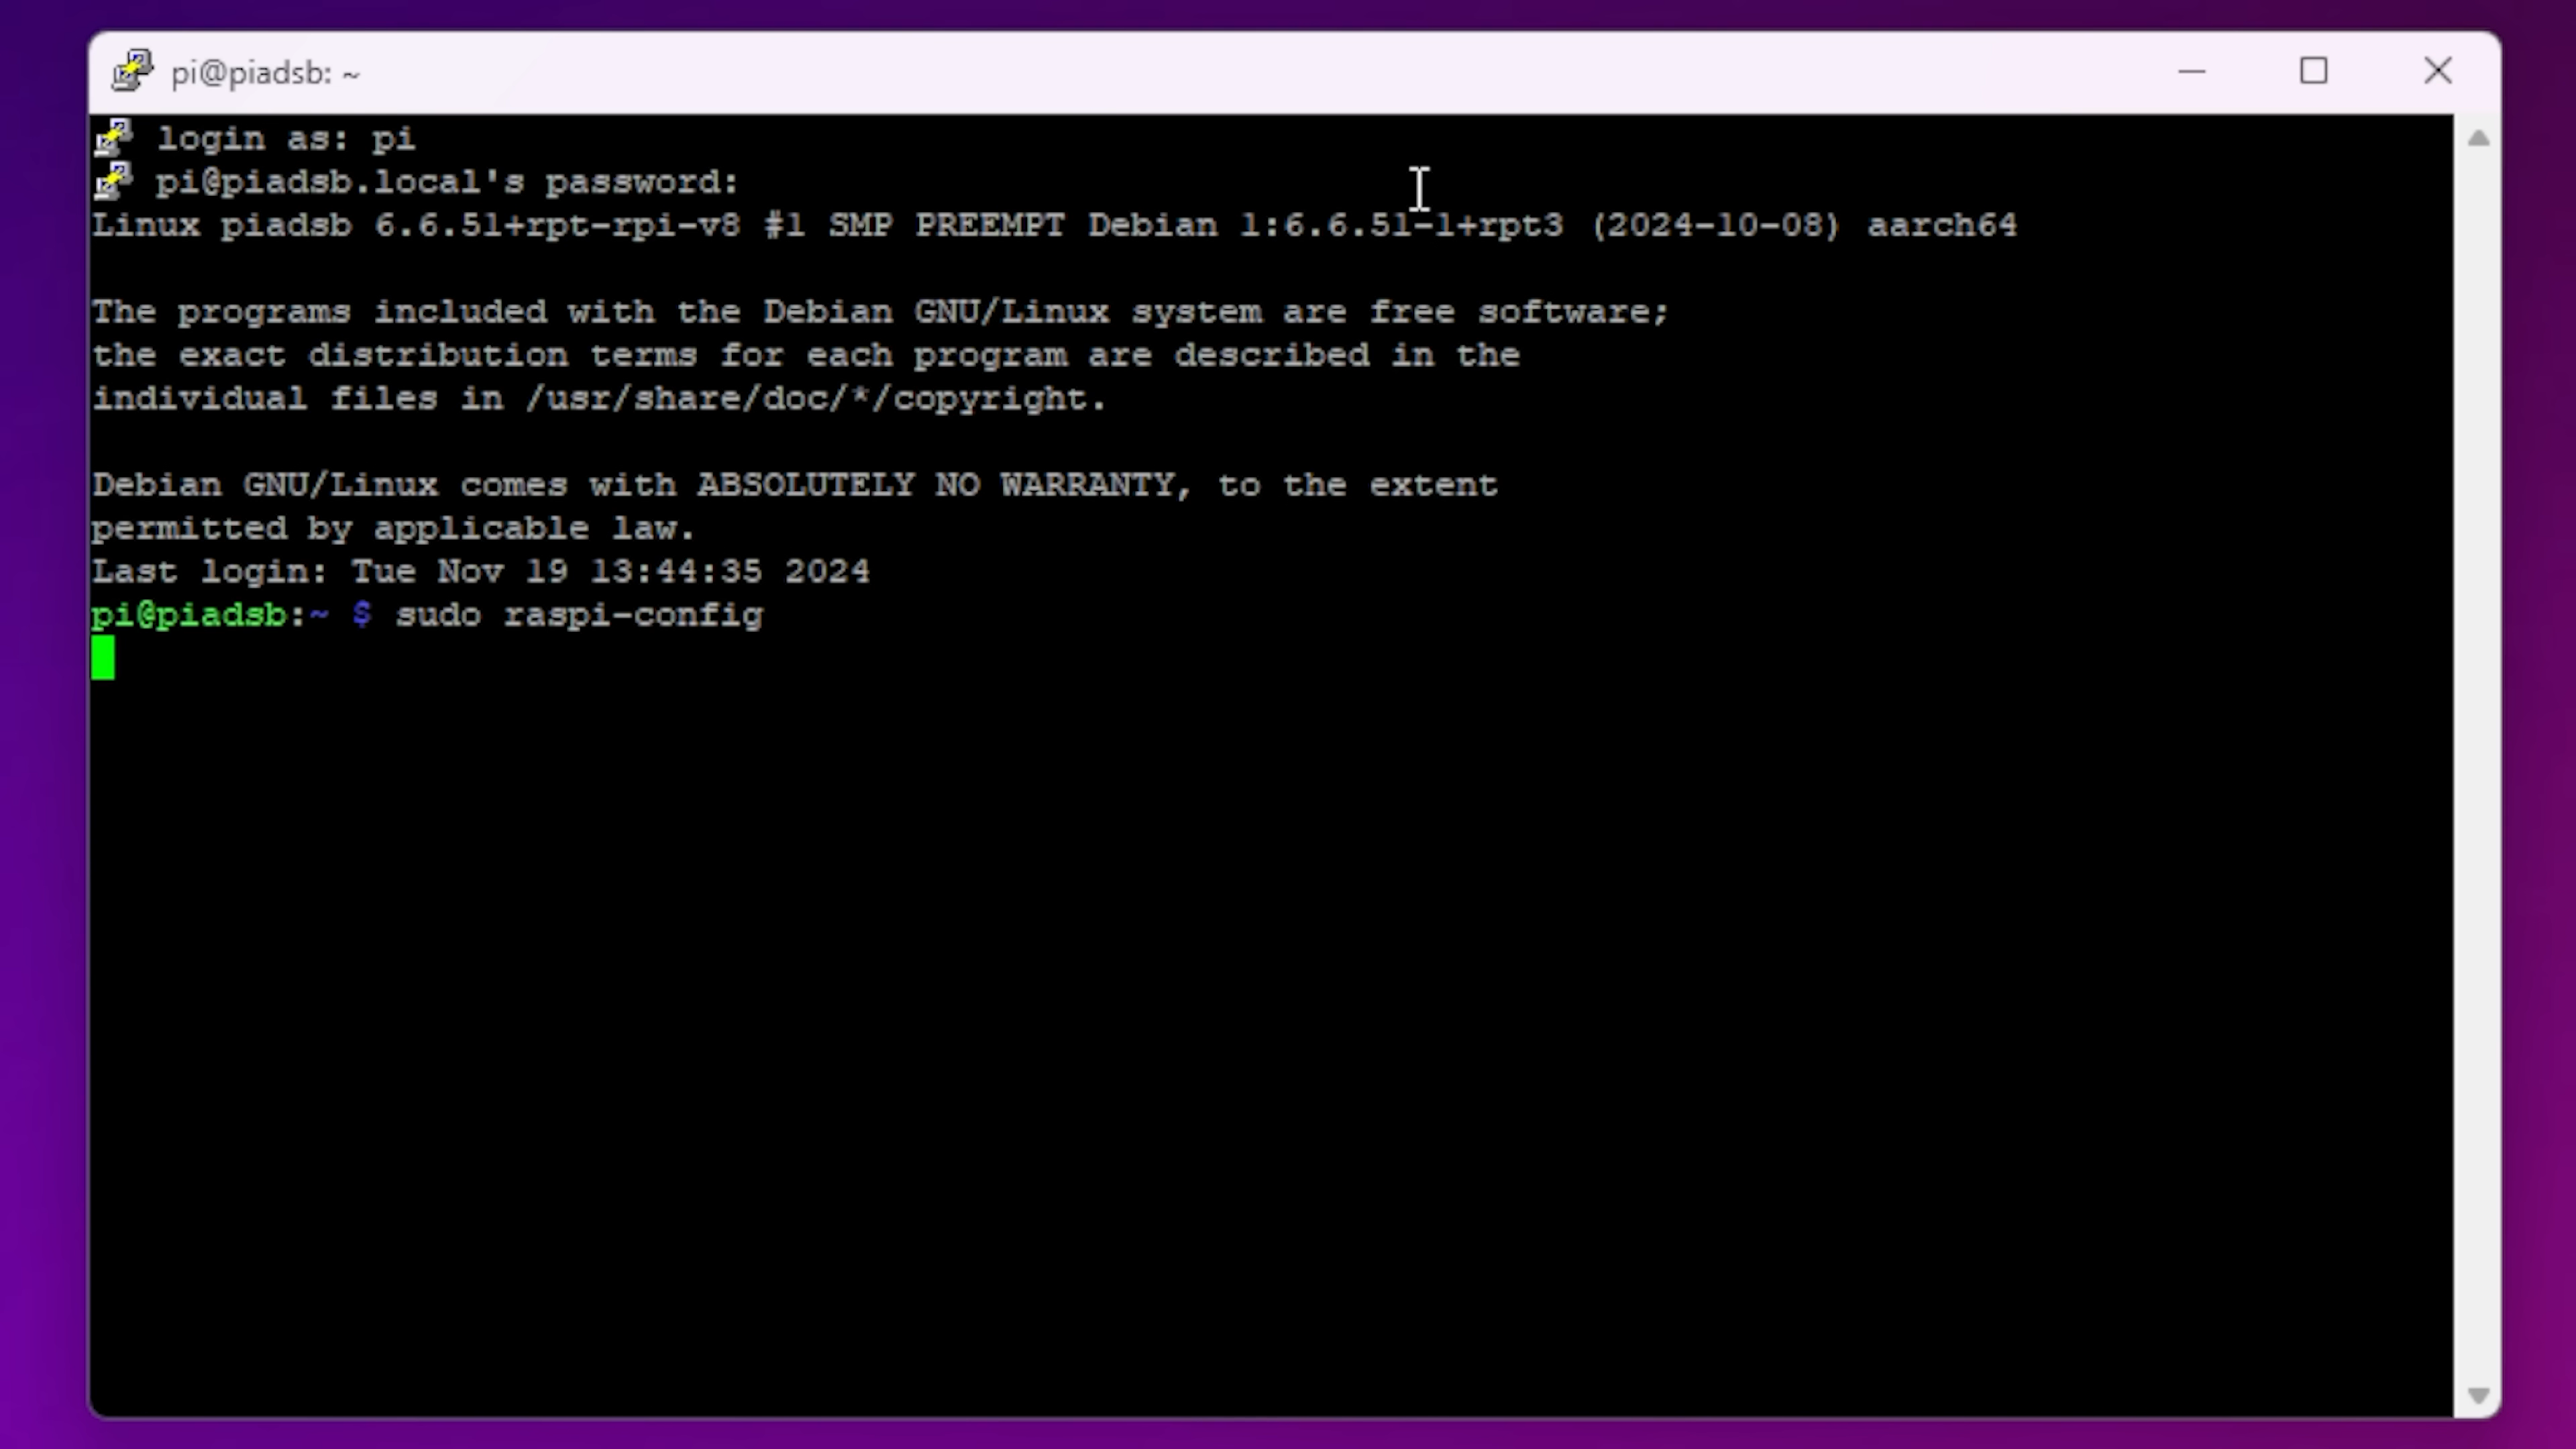 pi@piadsb: ~
login as: pi
pi@piadsb.local's password:
Linux piadsb 6.6.51+rpt-rpi-v8 #1 SMP PREEMPT Debian 1:6.6.51-1+rpt3 (2024-10-08) aarch64
The programs included with the Debian GNU/Linux system are free software;
the exact distribution terms for each program are described in the
individual files in /usr/share/doc/*/copyright.
Debian GNU/Linux comes with ABSOLUTELY NO WARRANTY, to the extent
permitted by applicable law.
Last login: Tue Nov 19 13:44:35 2024
pi@piadsb:~ $ sudo raspi-config